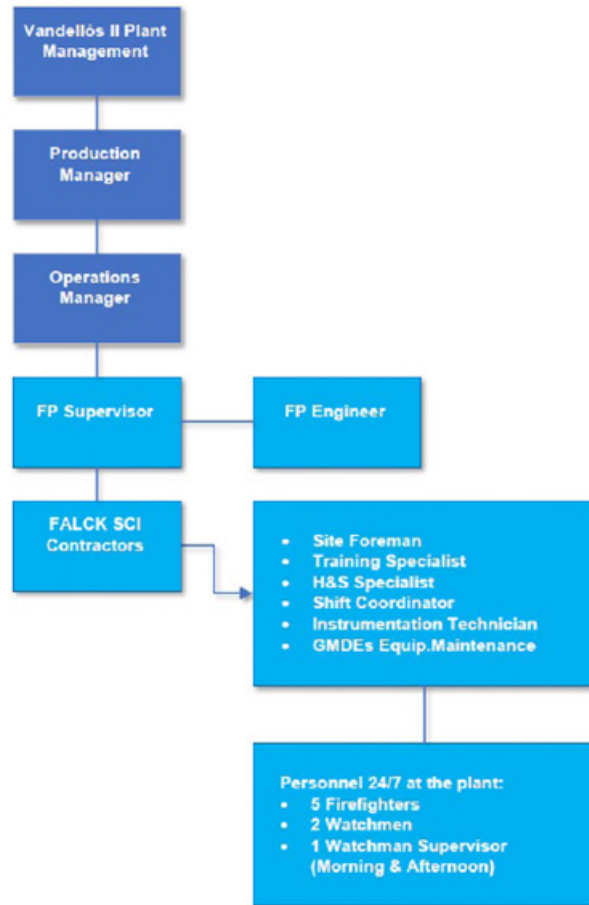 Vandellòs II Plant
Management
Production
Manager
Operations
Manager
FP Supervisor
FP Engineer
FALCK SCI
Contractors
• Site Foreman
• Training Specialist
• H&S Specialist
• Shift Coordinator
• Instrumentation Technician
• GMDEs Equip.Maintenance
Personnel 24/7 at the plant:
• 5 Firefighters
• 2 Watchmen
• 1 Watchman Supervisor
(Morning & Afternoon)